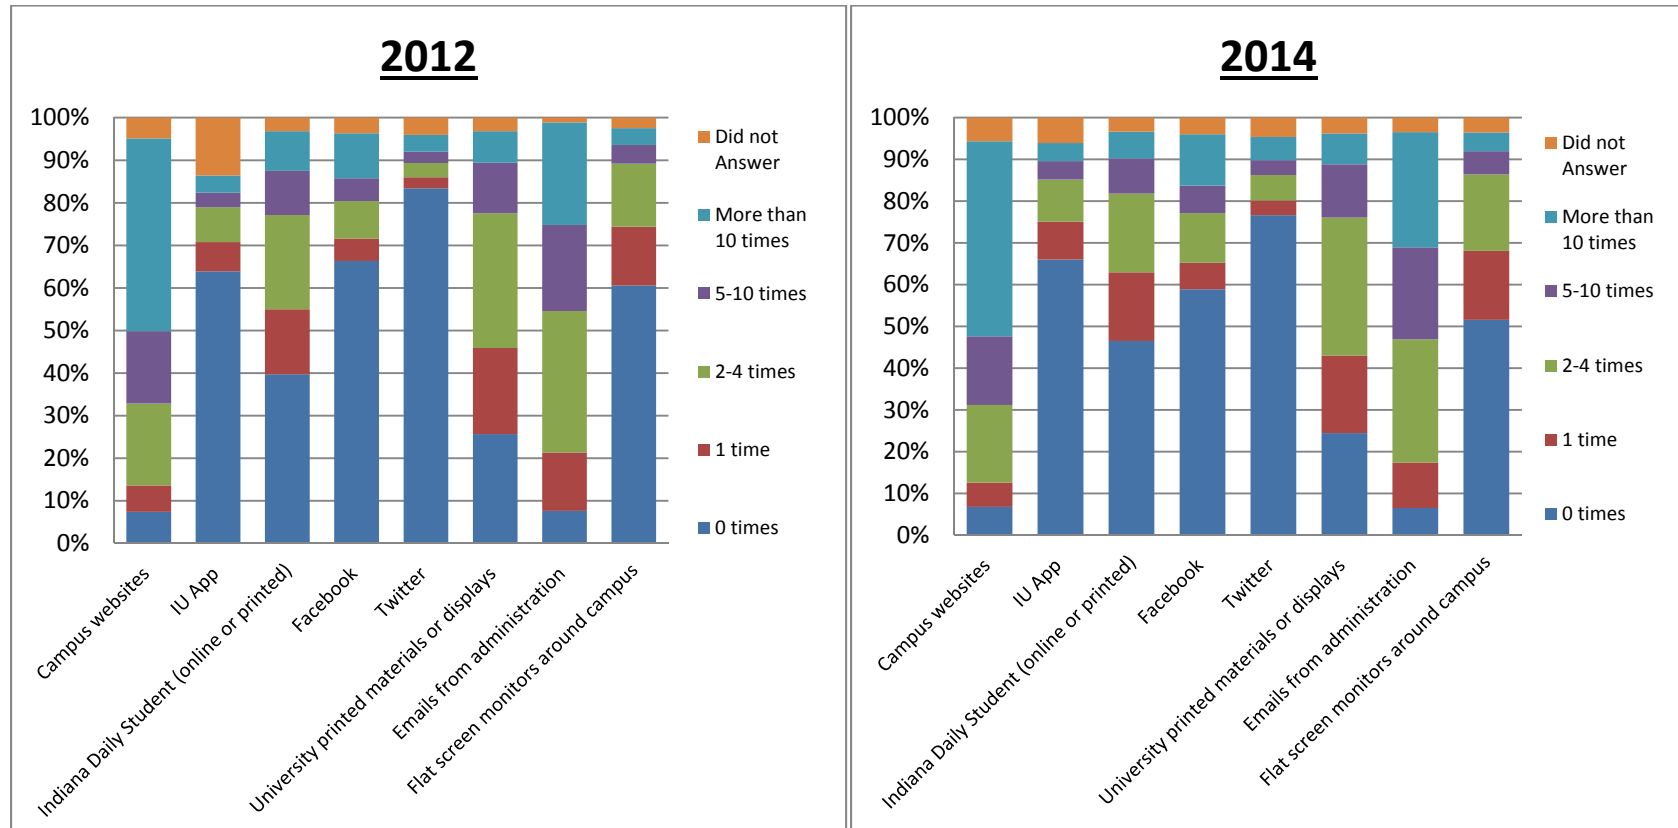 2012
100%
90%
80%
70%
60%
50%
40%
30%
20%
10%
0%
Campus websites
IU App
Indiana Daily Student (online or printed)
Facebook
Twitter
University printed materials or displays
Emails from administration
Flat screen monitors around campus
Did not
Answer
More than
10 times
5-10 times
2-4 times
1 time
0 times
2014
100%
90%
80%
70%
60%
50%
40%
30%
20%
10%
0%
Campus websites
IU App
Indiana Daily Student (online or printed)
Facebook
Twitter
University printed materials or displays
Emails from administration
Flat screen monitors around campus
Did not
Answer
More than
10 times
5-10 times
2-4 times
1 time
0 times